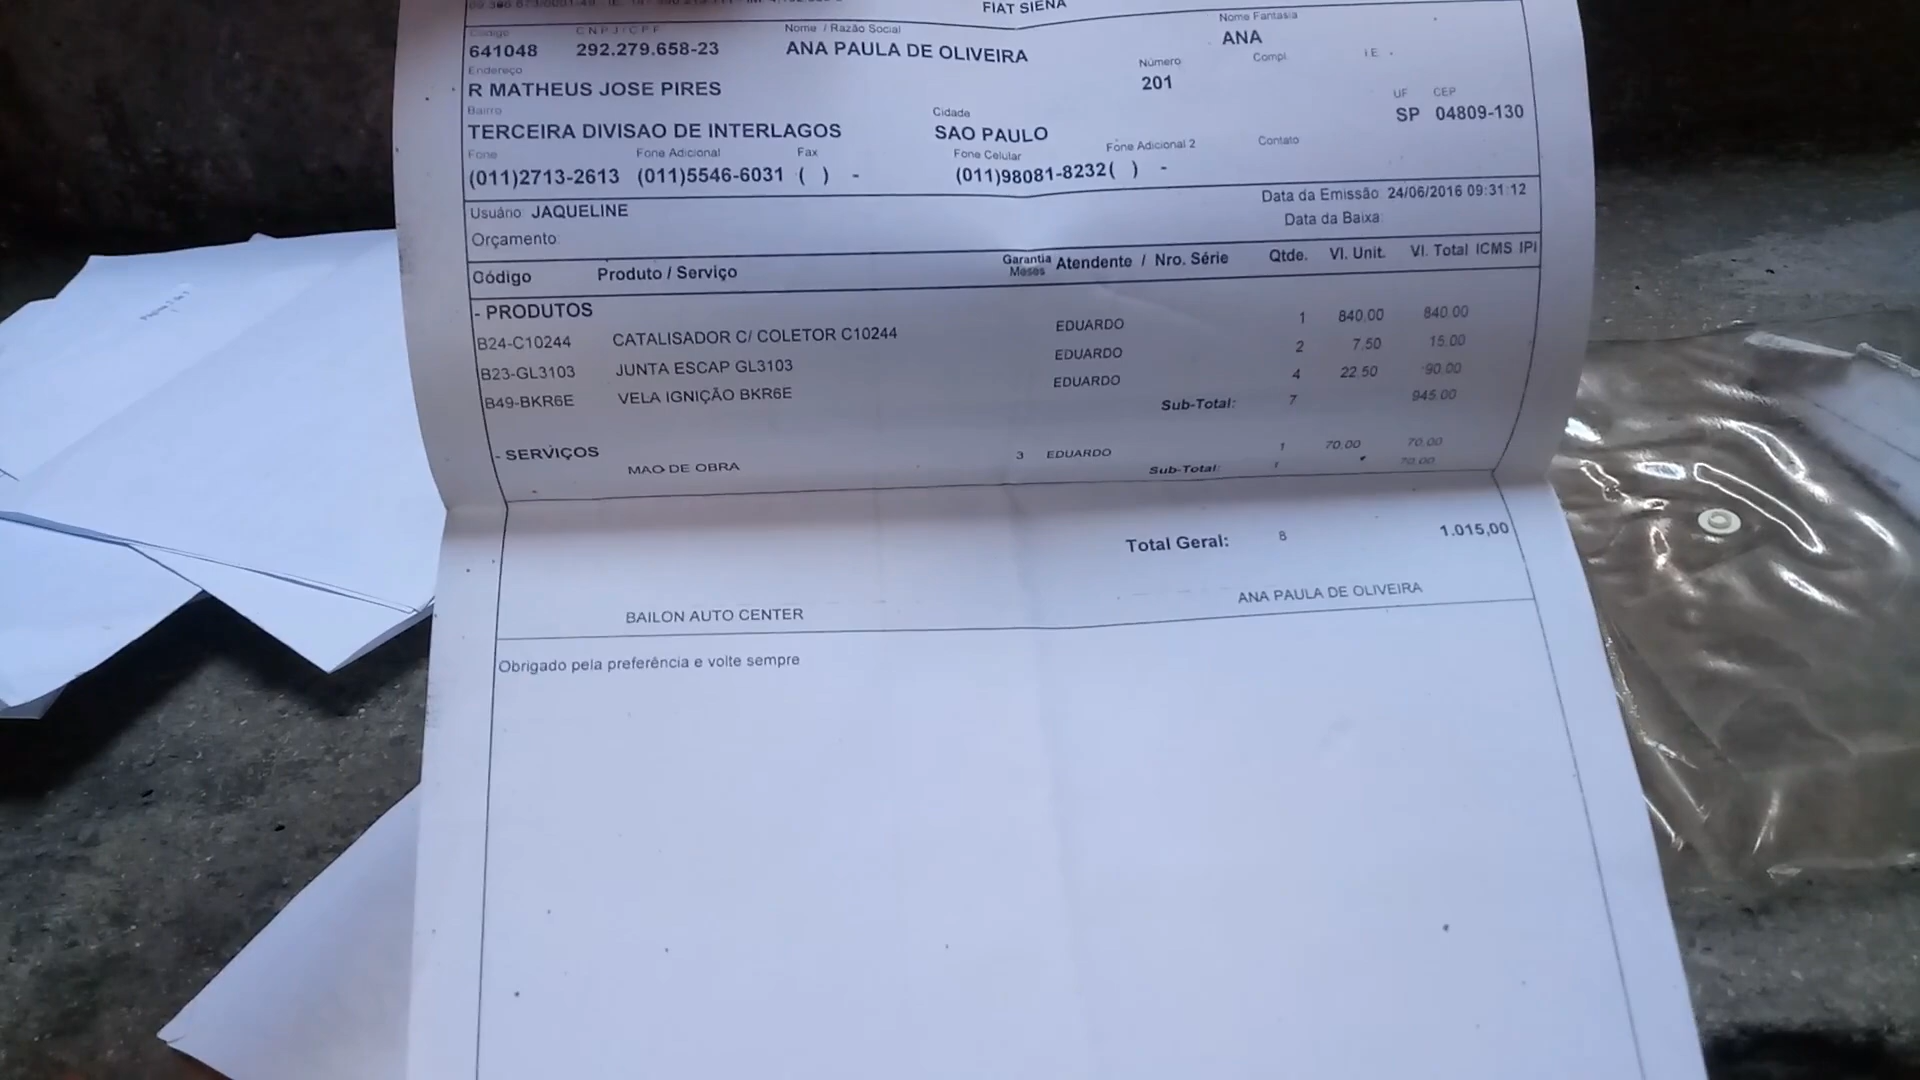 FIAT SIENA
Código CNPJ/CPF Nome / Razão Social Nome Fantasia
641048 292.279.658-23 ANA PAULA DE OLIVEIRA ANA
Endereço Número Compl IE
R MATHEUS JOSE PIRES 201
Bairro Cidade UF CEP
TERCEIRA DIVISAO DE INTERLAGOS SAO PAULO SP 04809-130
Fone Fone Adicional Fax Fone Celular Fone Adicional 2 Contato
(011)2713-2613 (011)5546-6031 ( ) - (011)98081-8232 ( ) -
Usuário: JAQUELINE Data da Emissão 24/06/2016 09:31:12
Orçamento: Data da Baixa:
Código Produto / Serviço Garantia Meses Atendente / Nro. Série Qtde. Vl. Unit. Vl. Total ICMS IPI
- PRODUTOS
B24-C10244 CATALISADOR C/ COLETOR C10244 EDUARDO 1 840,00 840,00
B23-GL3103 JUNTA ESCAP GL3103 EDUARDO 2 7,50 15,00
B49-BKR6E VELA IGNIÇÃO BKR6E EDUARDO 4 22,50 90,00
Sub-Total: 7 945,00
- SERVIÇOS
MAO DE OBRA 3 EDUARDO 1 70,00 70,00
Sub-Total: 1 70,00
Total Geral: 8 1.015,00
BAILON AUTO CENTER ANA PAULA DE OLIVEIRA
Obrigado pela preferência e volte sempre